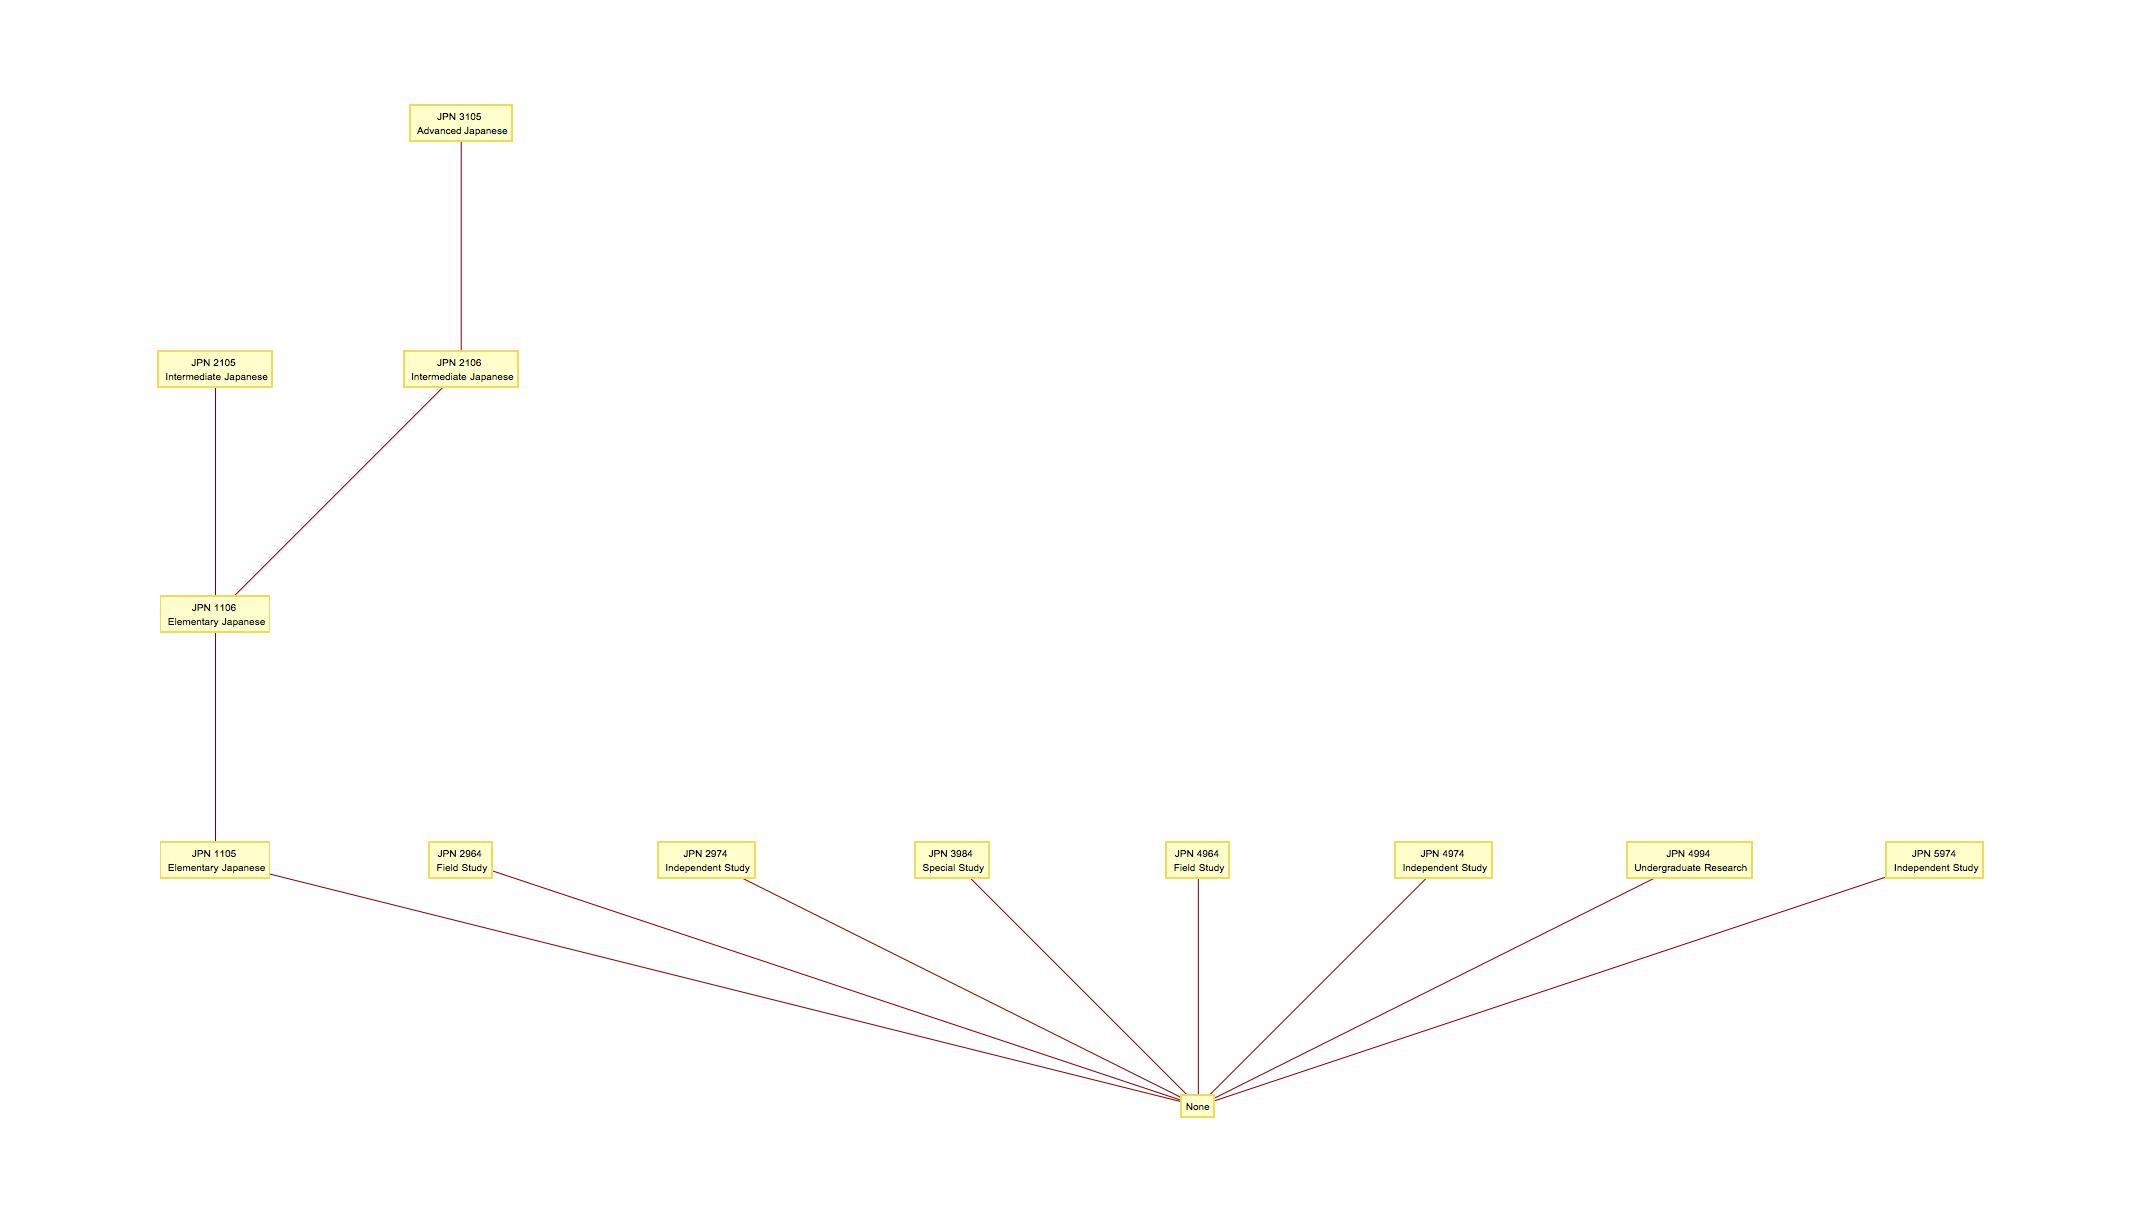 JPN 3105
Advanced Japanese
JPN 2105
Intermediate Japanese
JPN 2106
Intermediate Japanese
JPN 1106
Elementary Japanese
JPN 1105
Elementary Japanese
JPN 2964
Field Study
JPN 2974
Independent Study
JPN 3984
Special Study
JPN 4964
Field Study
JPN 4974
Independent Study
JPN 4994
Undergraduate Research
JPN 5974
Independent Study
None